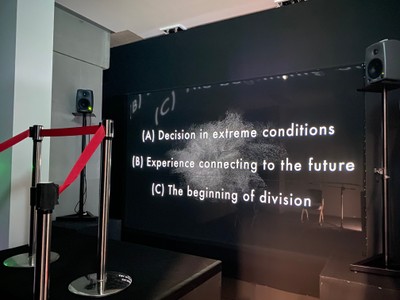 (A) Decision in extreme conditions
(B) Experience connecting to the future
(C) The beginning of division